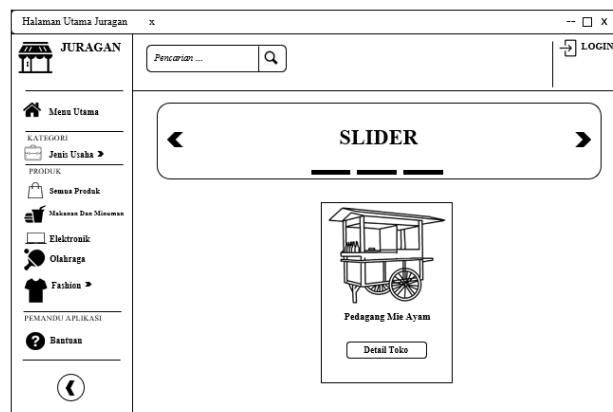 Halaman Utama Juragan x
-- X
JURAGAN
Pencarian ...
LOGIN
Menu Utama
KATEGORI
Jenis Usaha
PRODUK
Semua Produk
Makanan Dan Minuman
Elektronik
Olahraga
Fashion
PEMANDU APLIKASI
Bantuan
SLIDER
Pedagang Mie Ayam
Detail Toko